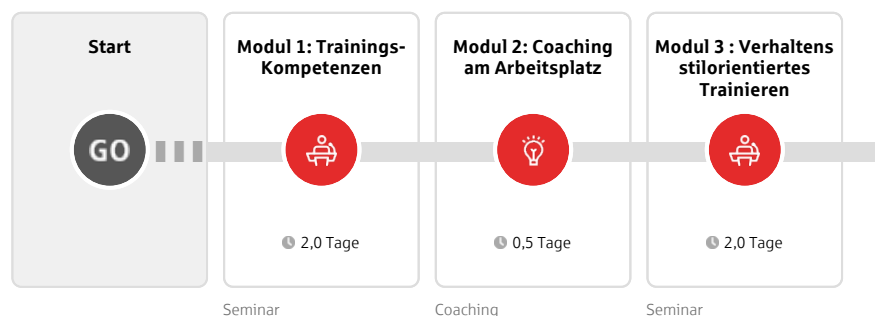 Start
GO
Modul 1: Trainings-
Kompetenzen
2,0 Tage
Seminar
Modul 2: Coaching
am Arbeitsplatz
0,5 Tage
Coaching
Modul 3 : Verhaltens
stilorientiertes
Trainieren
2,0 Tage
Seminar